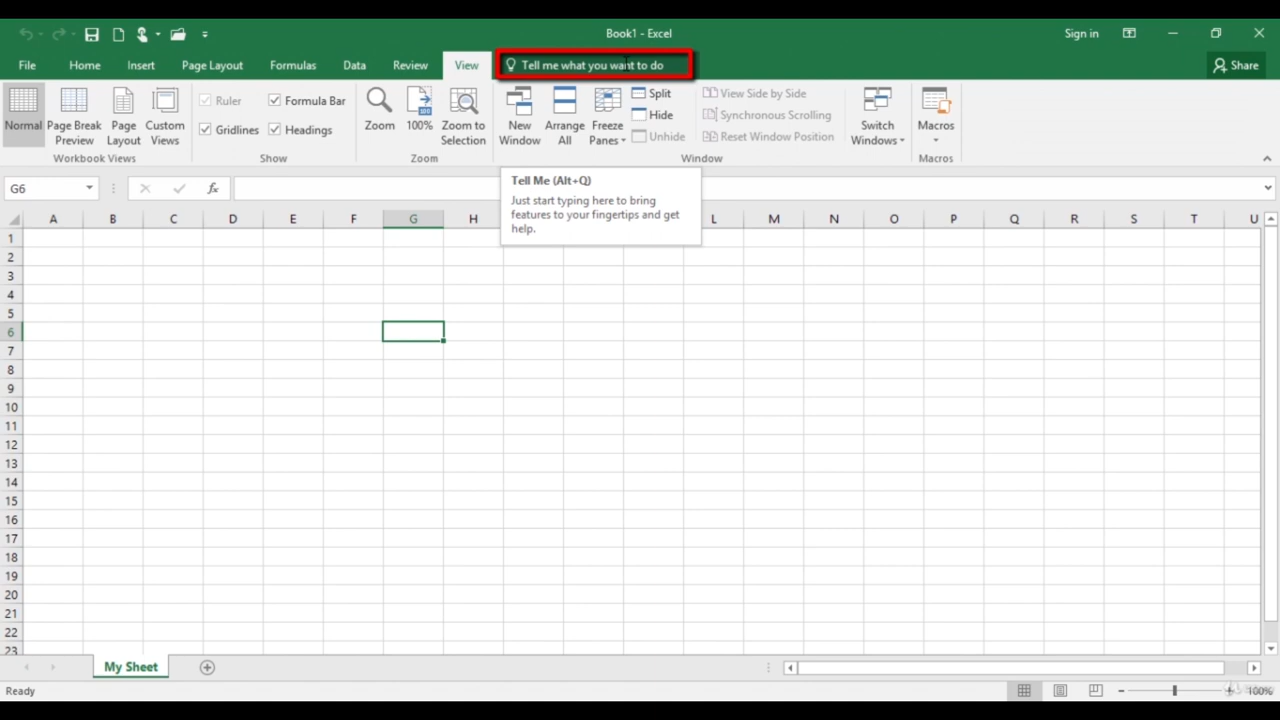 Book1 - Excel
Sign in
File Home Insert Page Layout Formulas Data Review View Tell me what you want to do Share
Normal
Page Break Preview
Page Layout
Custom Views
Workbook Views
Ruler
Formula Bar
Gridlines
Headings
Show
Zoom
100
100%
Zoom to Selection
Zoom
New Window
Arrange All
Freeze Panes
Split
Hide
Unhide
View Side by Side
Synchronous Scrolling
Reset Window Position
Window
Switch Windows
Macros
Macros
G6
fx
Tell Me (Alt+Q)
Just start typing here to bring
features to your fingertips and get
help.
A B C D E F G H L M N O P Q R S T U
1
2
3
4
5
6
7
8
9
10
11
12
13
14
15
16
17
18
19
20
21
22
23
My Sheet
Ready
100%